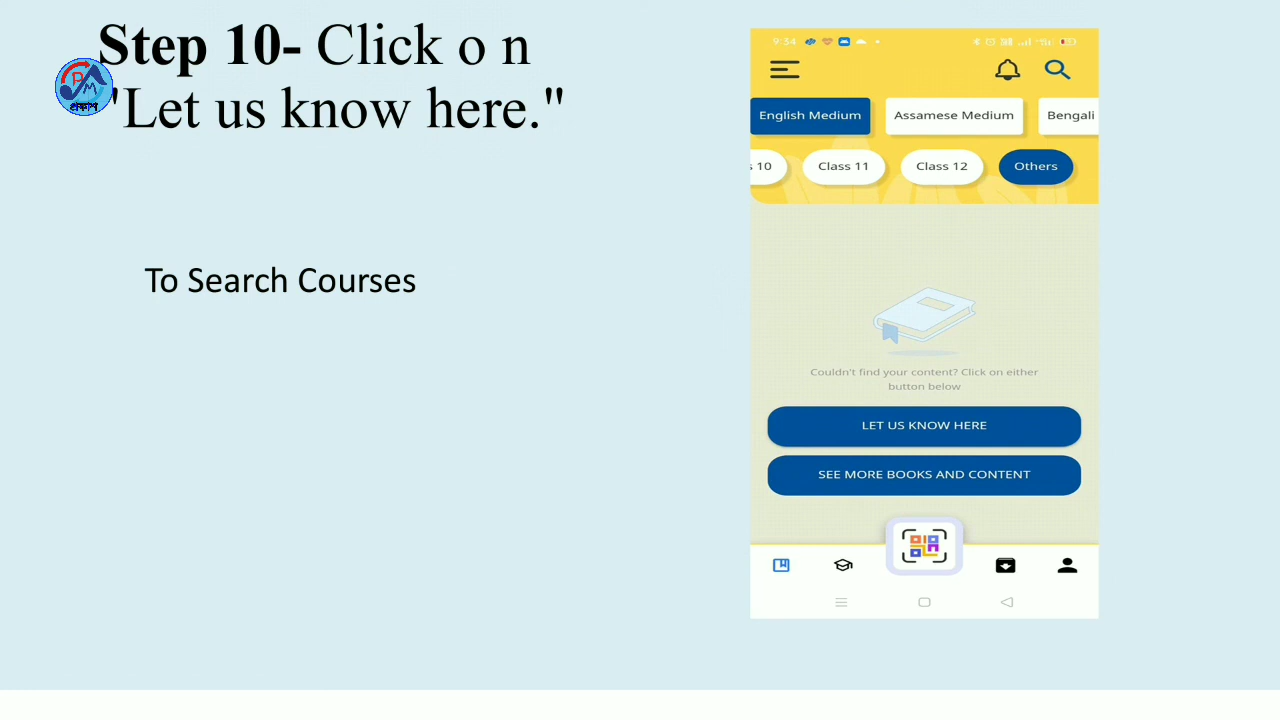 Step 10- Click o n
"Let us know here."
To Search Courses
প্রকাশ
9:54
English Medium
Assamese Medium
Bengali
s 10
Class 11
Class 12
Others
Couldn't find your content? Click on either
button below
LET US KNOW HERE
SEE MORE BOOKS AND CONTENT